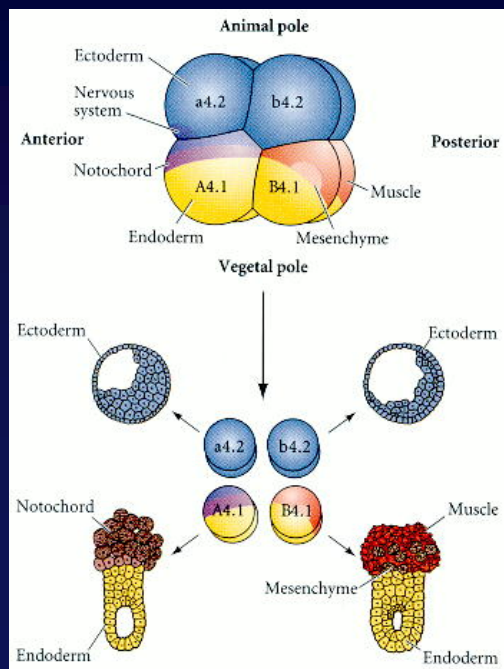 Animal pole
Ectoderm
Nervous
system
a4.2
b4.2
Anterior
Posterior
Notochord
A4.1
B4.1
Muscle
Endoderm
Mesenchyme
Vegetal pole
Ectoderm
Ectoderm
a4.2
b4.2
Notochord
A4.1
B4.1
Muscle
Mesenchyme
Endoderm
Endoderm